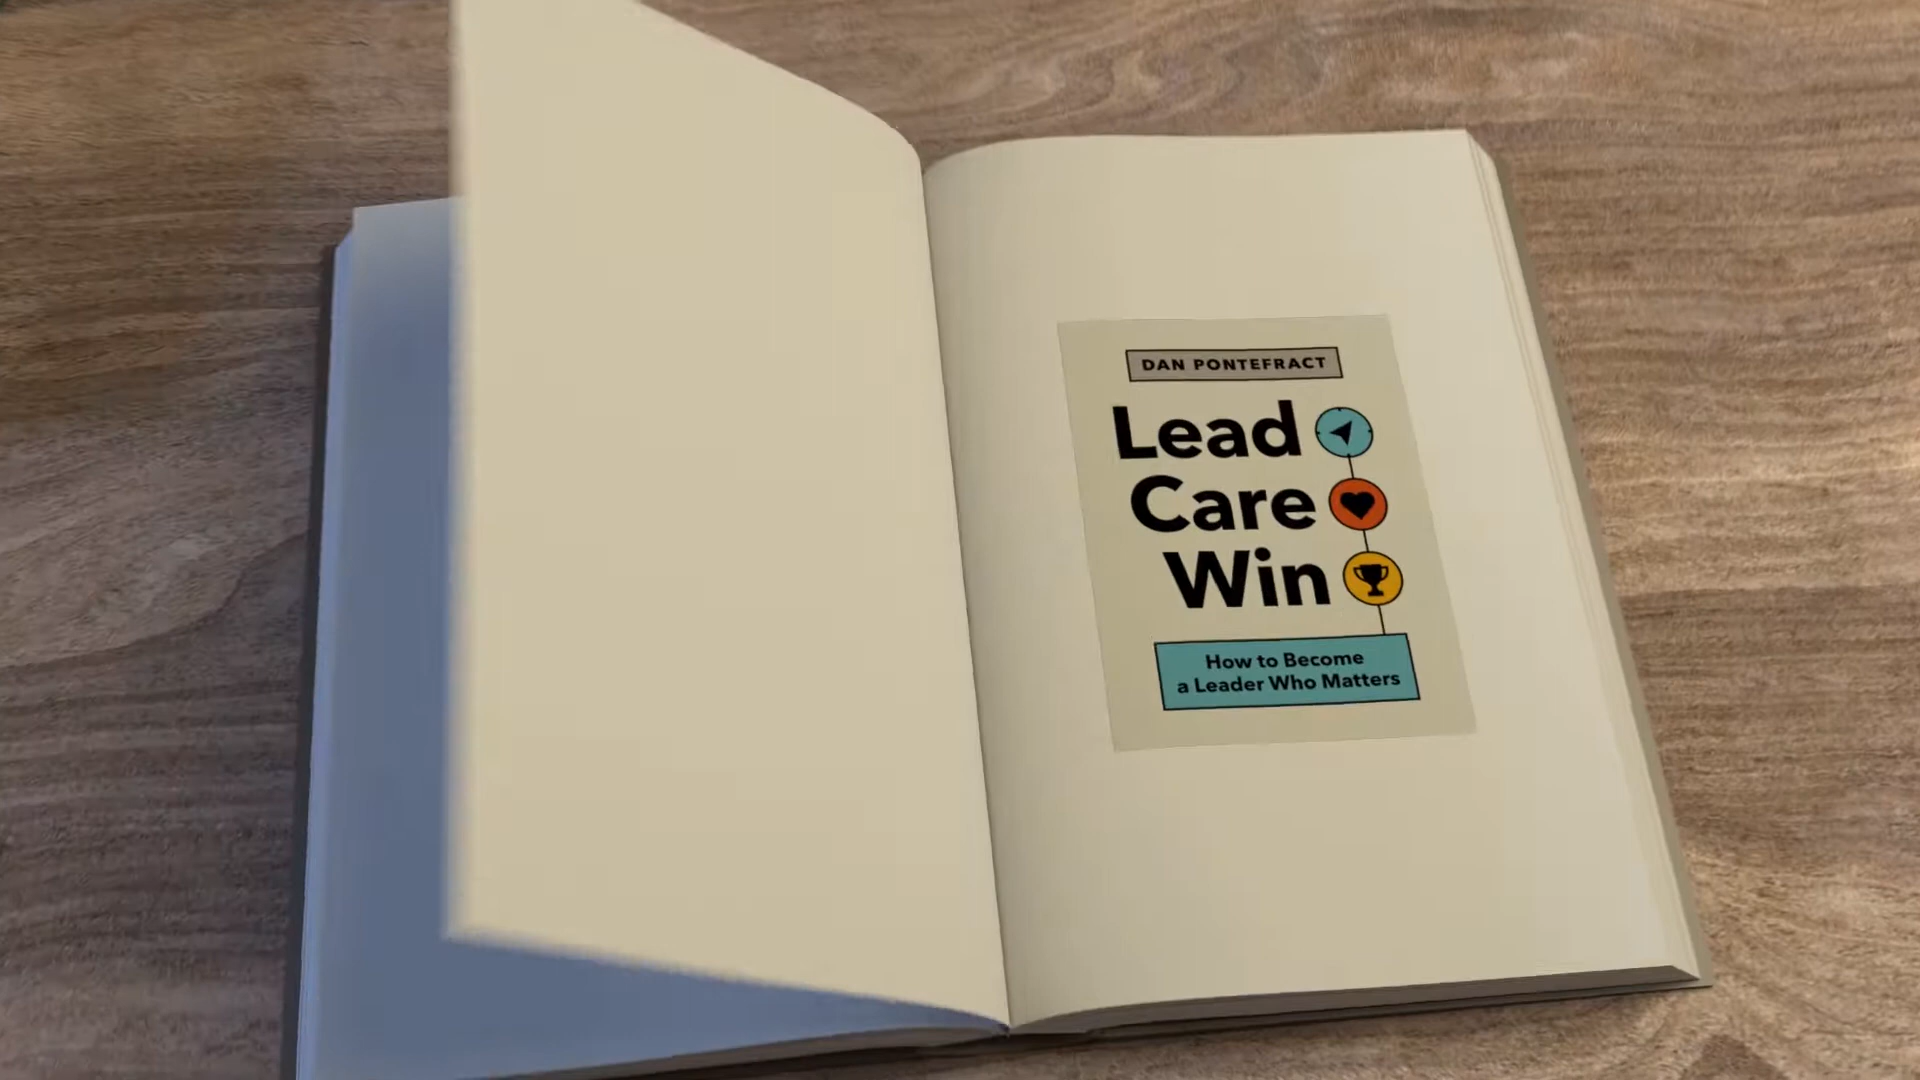 DAN PONTEFRACT
Lead
Care
Win
How to Become
a Leader Who Matters